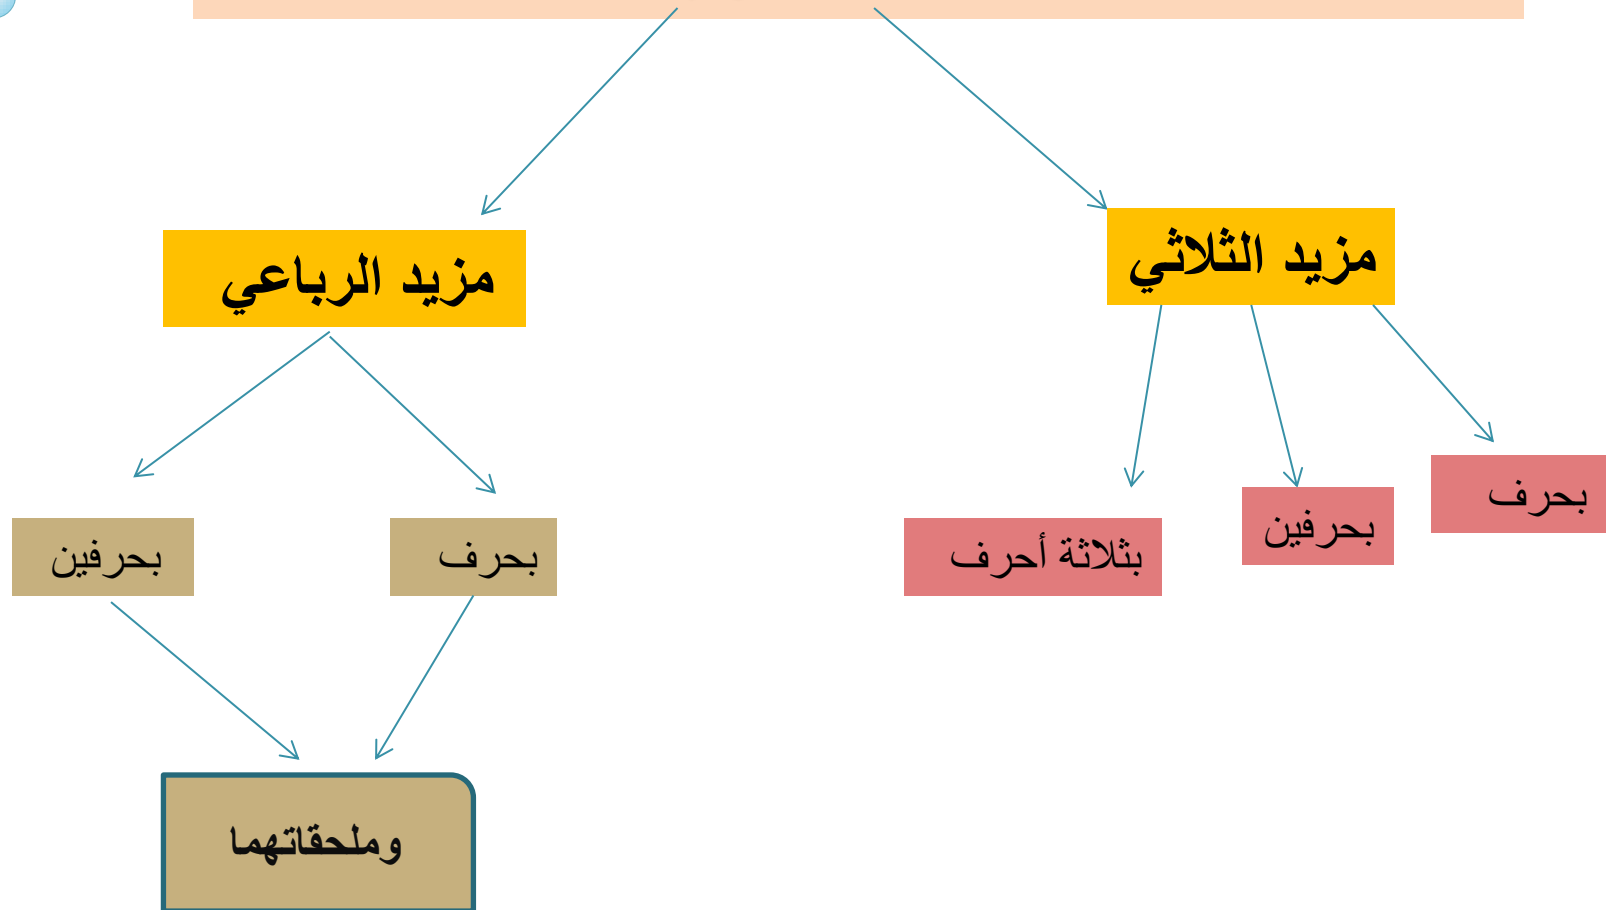 مزيد الثلاثي
مزيد الرباعي
بحرف
بحرفين
بثلاثة أحرف
بحرف
بحرفين
وملحقاتهما